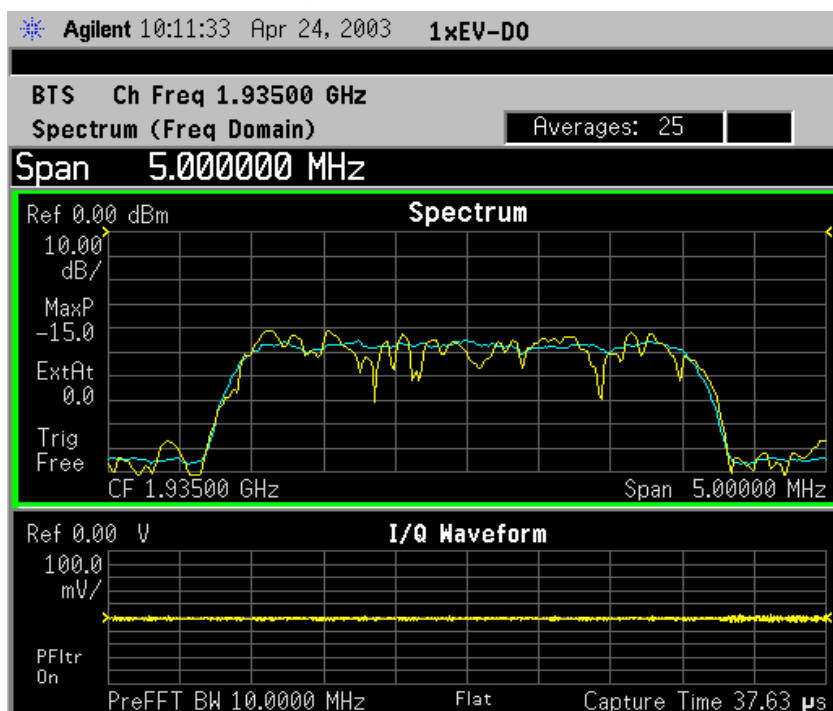 Agilent 10:11:33 Apr 24, 2003 1xEV-DO
BTS Ch Freq 1.93500 GHz
Spectrum (Freq Domain) Averages: 25
Span 5.000000 MHz
Ref 0.00 dBm Spectrum
10.00
dB/
MaxP
-15.0
ExtAt
0.0
Trig
Free
CF 1.93500 GHz Span 5.00000 MHz
Ref 0.00 V I/Q Waveform
100.0
mV/
PFltr
On
PreFFT BW 10.0000 MHz Flat Capture Time 37.63 µs